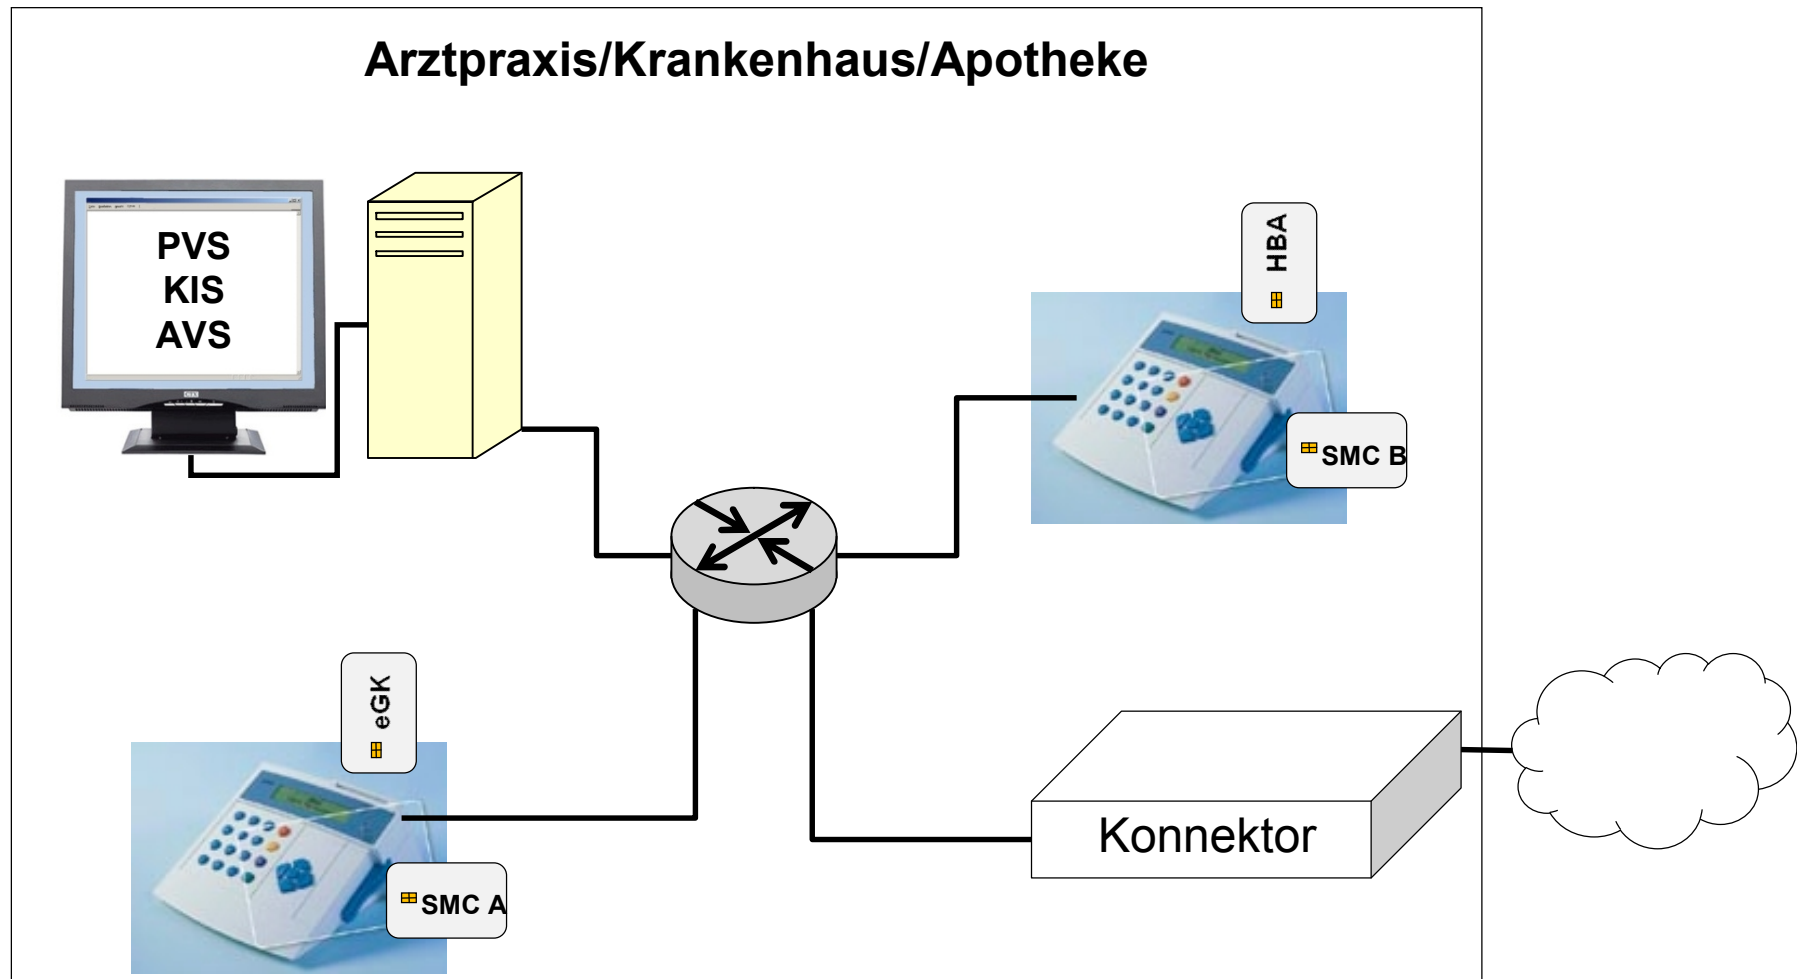 Arztpraxis/Krankenhaus/Apotheke
PVS
KIS
AVS
HBA
SMC B
eGK
SMC A
Konnektor